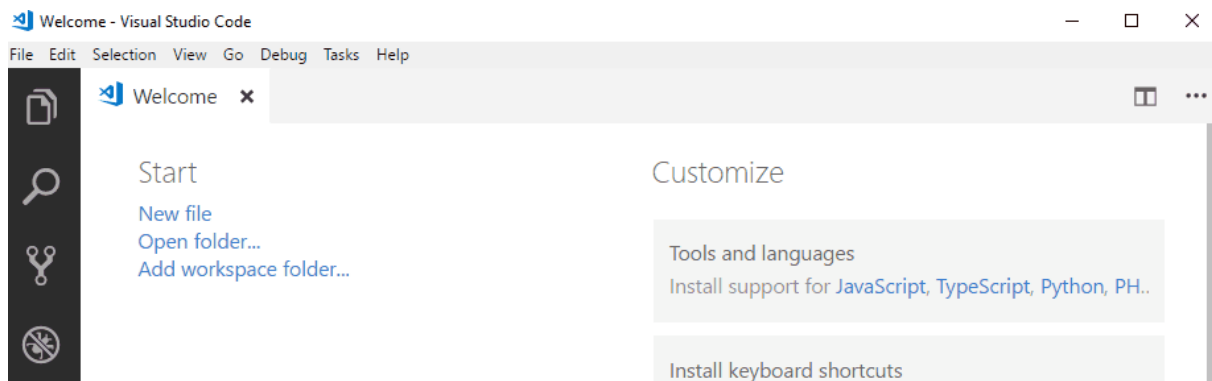 Welcome - Visual Studio Code
File Edit Selection View Go Debug Tasks Help
Welcome
Start
New file
Open folder...
Add workspace folder...
Customize
Tools and languages
Install support for JavaScript, TypeScript, Python, PH..
Install keyboard shortcuts